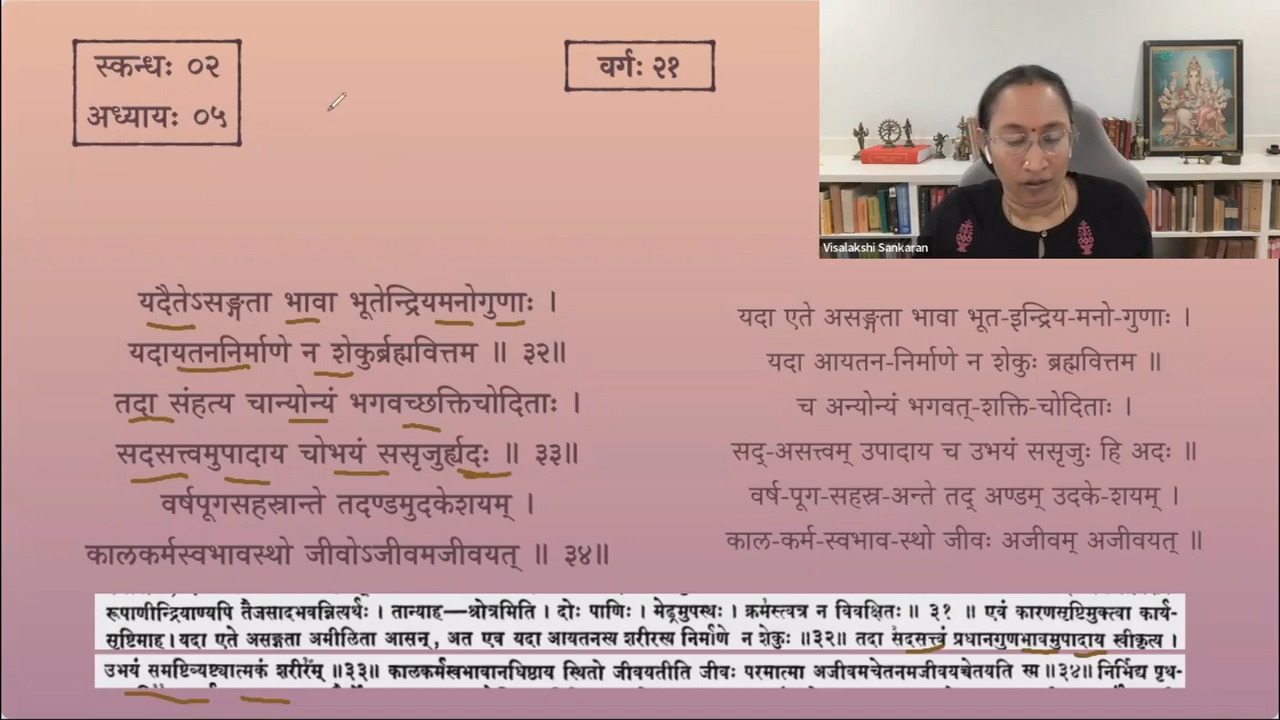 स्कन्धः ०२
अध्यायः ०५
वर्गः २१
Visalakshi Sankaran
यदैतेऽसङ्गता भावा भूतेन्द्रियमनोगुणाः ।
यदायतननिर्माणे न शेकुर्ब्रह्मवित्तम ॥ ३२॥
तदा संहत्य चान्योन्यं भगवच्छक्तिचोदिताः ।
सदसत्त्वमुपादाय चोभयं ससृजुर्ह्यदः ॥ ३३॥
वर्षपूगसहस्रान्ते तदण्डमुदकेशयम् ।
कालकर्मस्वभावस्थो जीवोऽजीवमजीवयत् ॥ ३४॥
यदा एते असङ्गता भावा भूत-इन्द्रिय-मनो-गुणाः ।
यदा आयतन-निर्माणे न शेकुः ब्रह्मवित्तम ॥
च अन्योन्यं भगवत्-शक्ति-चोदिताः ।
सद्-असत्त्वम् उपादाय च उभयं ससृजुः हि अदः ॥
वर्ष-पूग-सहस्र-अन्ते तद् अण्डम् उदके-शयम् ।
काल-कर्म-स्वभाव-स्थो जीवः अजीवम् अजीवयत् ॥
रूपाणीन्द्रियाण्यपि तैजसादभवन्नित्यर्थः । तान्याह—श्रोत्रमिति । दोः पाणिः । मेढ्रमुपस्थः । क्रमस्त्वत्र न विवक्षितः ॥ ३१ ॥ एवं कारणसृष्टिमुक्त्वा कार्य-
सृष्टिमाह । यदा एते असङ्गता अमीलिता आसन्, अत एव यदा आयतनस्य शरीरस्य निर्माणे न शेकुः ॥३२॥ तदा सदसत्त्वं प्रधानगुणभावमुपादाय स्वीकृत्य ।
उभयं समष्टिव्यष्ट्यात्मकं शरीरम् ॥३३॥ कालकर्मस्वभावानधिष्ठाय स्थितो जीवयतीति जीवः परमात्मा अजीवमचेतनमजीवयच्चेतयति स्म ॥३४॥ निर्भिद्य पृथ-